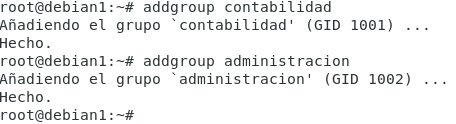 root@debian1:~# addgroup contabilidad
Añadiendo el grupo `contabilidad' (GID 1001) ...
Hecho.
root@debian1:~# addgroup administracion
Añadiendo el grupo `administracion' (GID 1002) ...
Hecho.
root@debian1:~#